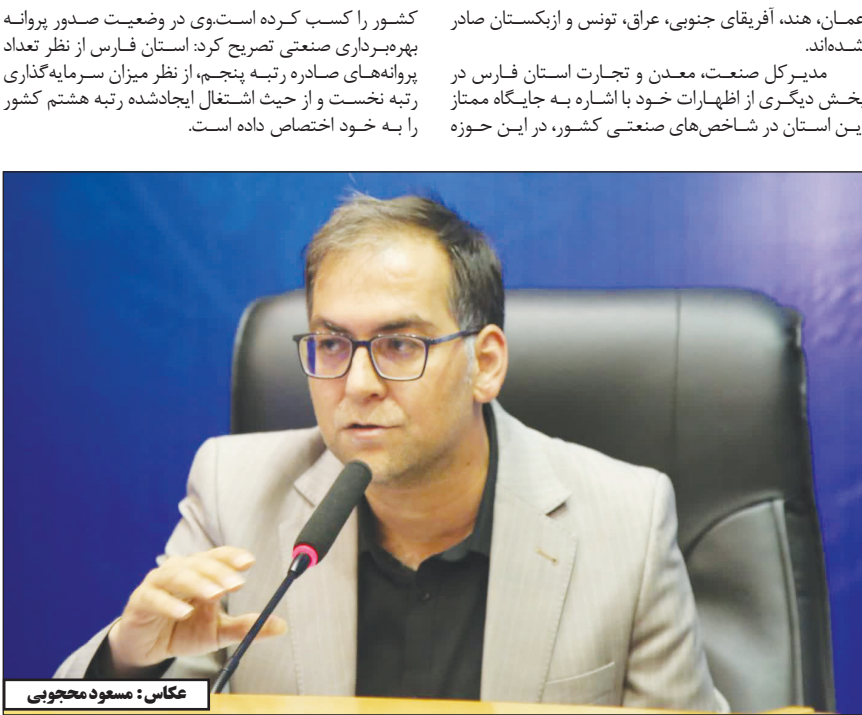 عمـان، هند، آفریقای جنوبی، عراق، تونس و ازبکسـتان صادر
شـده‌اند.
مدیـرکل صنعـت، معـدن و تجـارت اسـتان فـارس در
بخـش دیگـری از اظهـارات خـود با اشـاره بـه جایـگاه ممتاز
ایـن اسـتان در شـاخص‌های صنعتـی کشـور، در ایـن حـوزه
کشـور را کسـب کـرده اسـت.وی در وضعیـت صـدور پروانـه
بهره‌بـرداری صنعتی تصریح کرد: اسـتان فـارس از نظر تعداد
پروانه‌هـای صـادره رتبـه پنجـم، از نظر میزان سـرمایه‌گذاری
رتبه نخسـت و از حیث اشـتغال ایجادشده رتبه هشتم کشور
را بـه خـود اختصاص داده اسـت.
عکاس: مسعود محجوبی